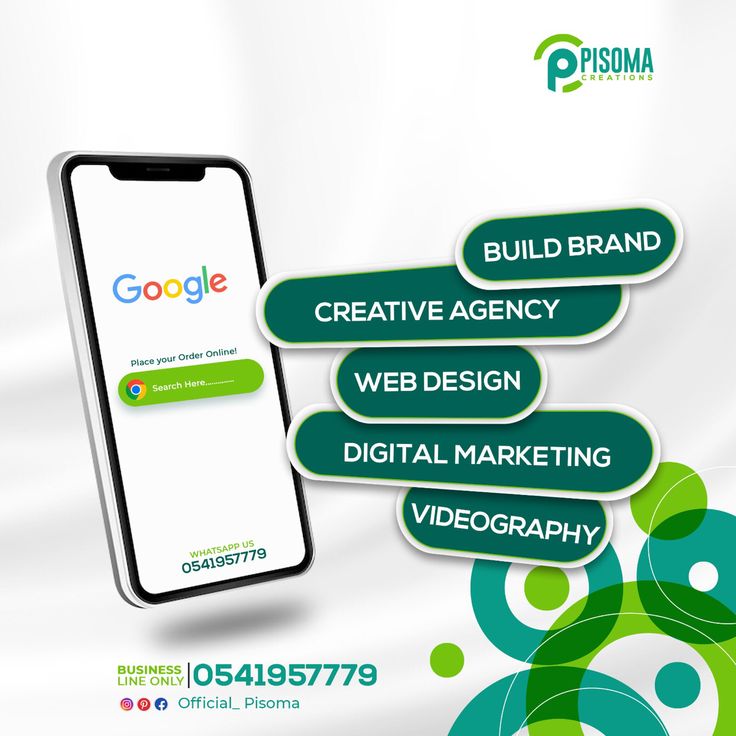 PISOMA
CREATIONS
BUILD BRAND
CREATIVE AGENCY
WEB DESIGN
DIGITAL MARKETING
VIDEOGRAPHY
Google
Place your Order Online!
Search Here..............
WHATSAPP US
0541957779
BUSINESS
LINE ONLY
0541957779
Official_ Pisoma